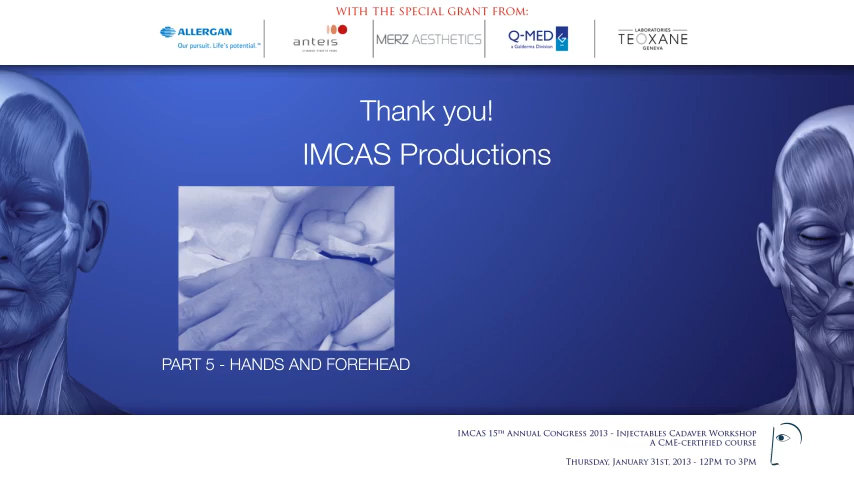 WITH THE SPECIAL GRANT FROM:
ALLERGAN
Our pursuit. Life's potential.™
anteis
MERZ AESTHETICS
Q-MED
a Galderma Division
LABORATOIRES
TEOXANE
GENEVA
Thank you!
IMCAS Productions
PART 5 - HANDS AND FOREHEAD
IMCAS 15TH ANNUAL CONGRESS 2013 - INJECTABLES CADAVER WORKSHOP
A CME-CERTIFIED COURSE
THURSDAY, JANUARY 31ST, 2013 - 12PM TO 3PM